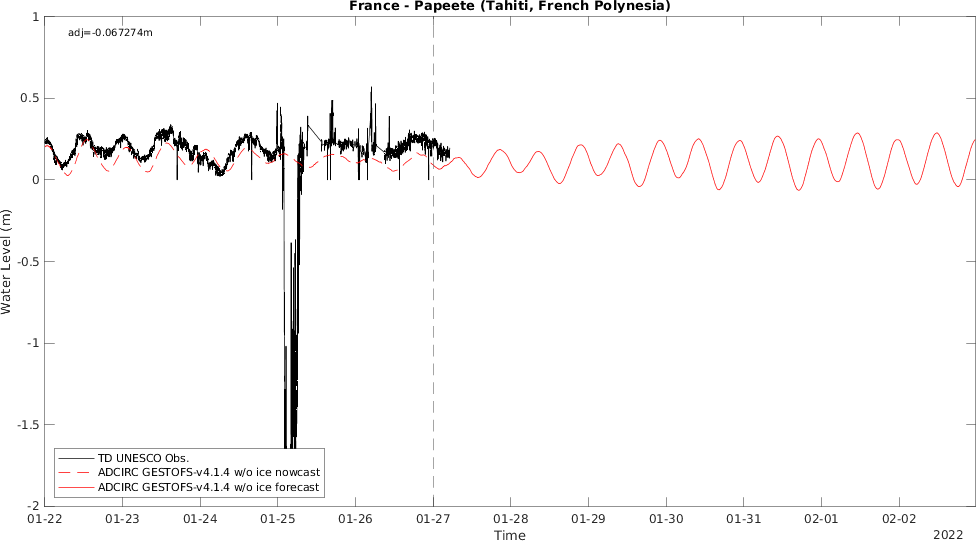 France - Papeete (Tahiti, French Polynesia)
adj=-0.067274m
1
0.5
0
-0.5
-1
-1.5
-2
Water Level (m)
TD UNESCO Obs.
ADCIRC GESTOFS-v4.1.4 w/o ice nowcast
ADCIRC GESTOFS-v4.1.4 w/o ice forecast
01-22 01-23 01-24 01-25 01-26 01-27 01-28 01-29 01-30 01-31 02-01 02-02
Time
2022